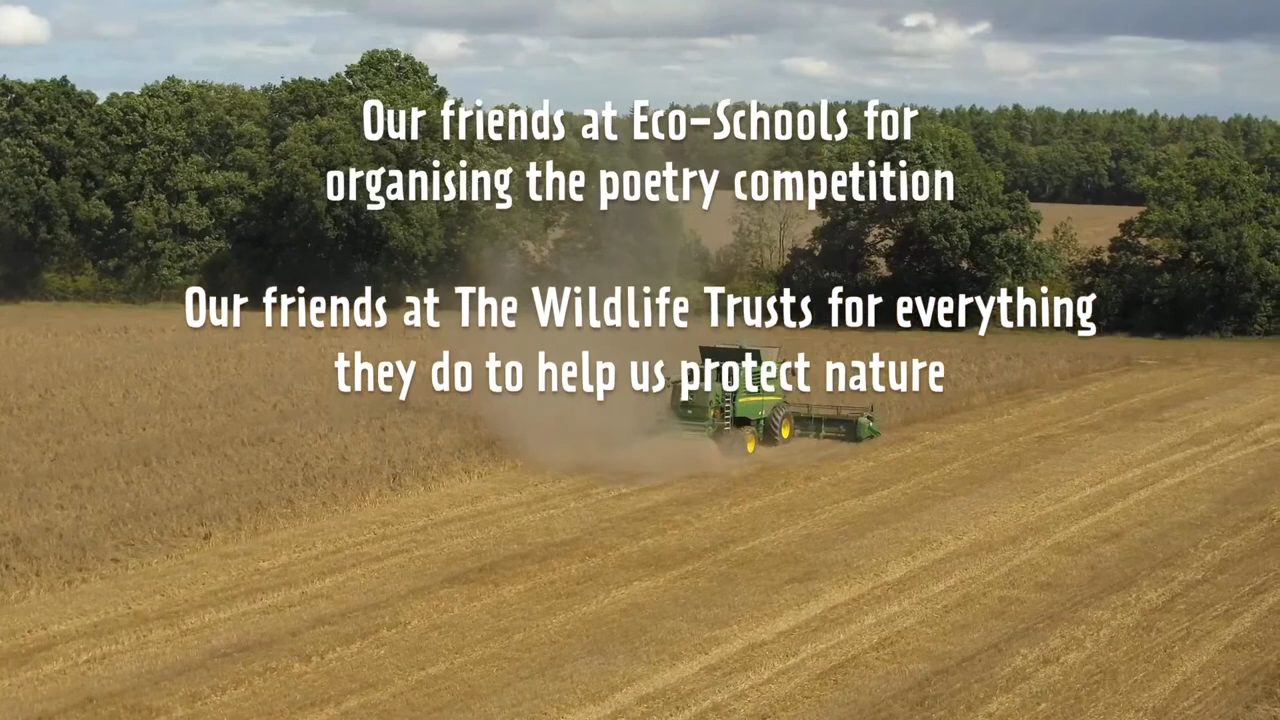 Our friends at Eco-Schools for
organising the poetry competition
Our friends at The Wildlife Trusts for everything
they do to help us protect nature